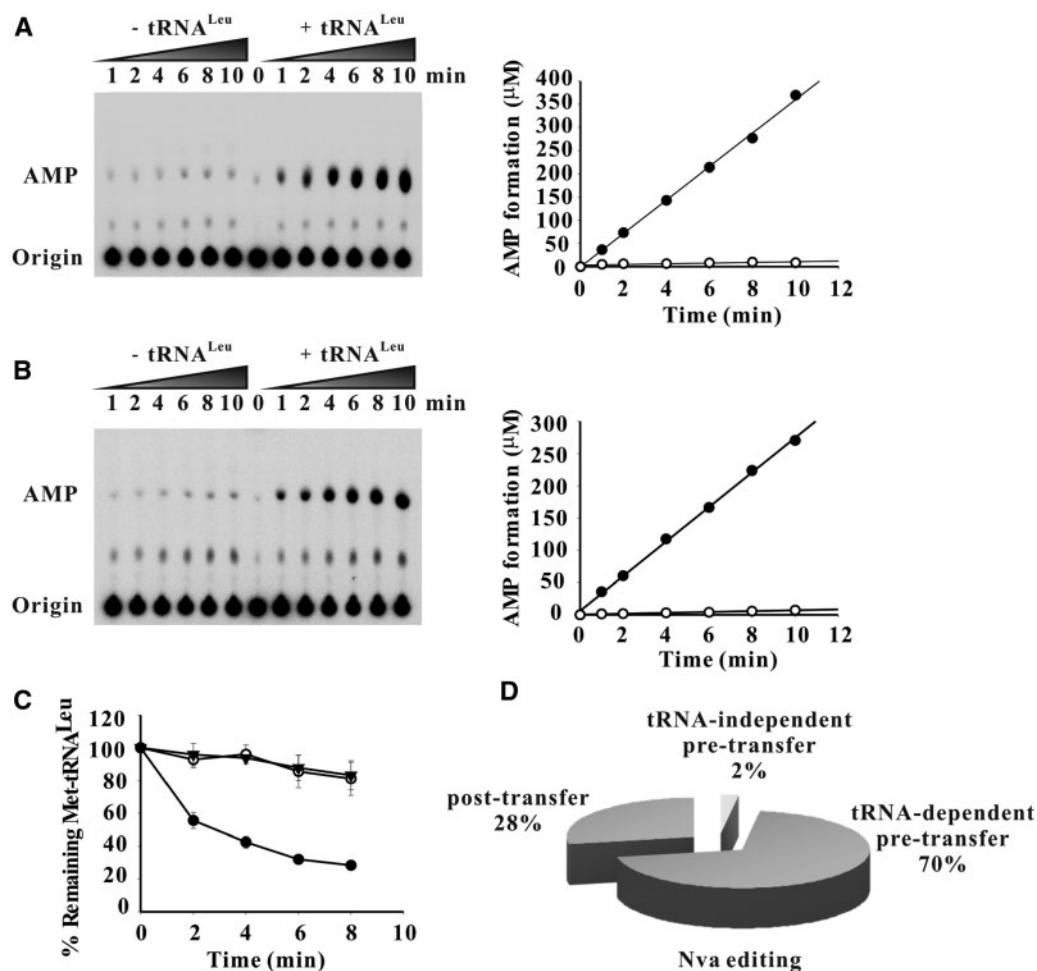 A
- tRNA^Leu + tRNA^Leu
1 2 4 6 8 10 0 1 2 4 6 8 10 min
AMP
Origin
AMP formation (μM)
400
350
300
250
200
150
100
50
0
0 2 4 6 8 10 12
Time (min)
B
- tRNA^Leu + tRNA^Leu
1 2 4 6 8 10 0 1 2 4 6 8 10 min
AMP
Origin
AMP formation (μM)
300
250
200
150
100
50
0
0 2 4 6 8 10 12
Time (min)
C
% Remaining Met-tRNA^Leu
120
100
80
60
40
20
0
0 2 4 6 8 10
Time (min)
D
tRNA-independent
pre-transfer
2%
post-transfer
28%
tRNA-dependent
pre-transfer
70%
Nva editing